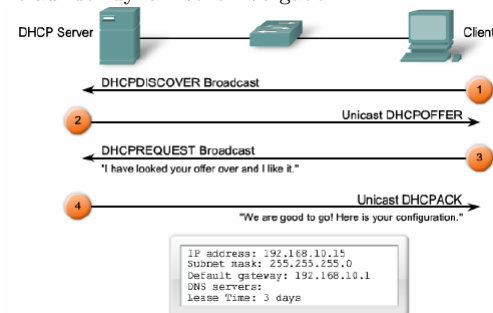 DHCP Server
Client
DHCPDISCOVER Broadcast
1
2
Unicast DHCPOFFER
DHCPREQUEST Broadcast
3
"I have looked your offer over and I like it."
4
Unicast DHCPACK
"We are good to go! Here is your configuration."
IP address: 192.168.10.15
Subnet mask: 255.255.255.0
Default gateway: 192.168.10.1
DNS servers:
Lease Time: 3 days